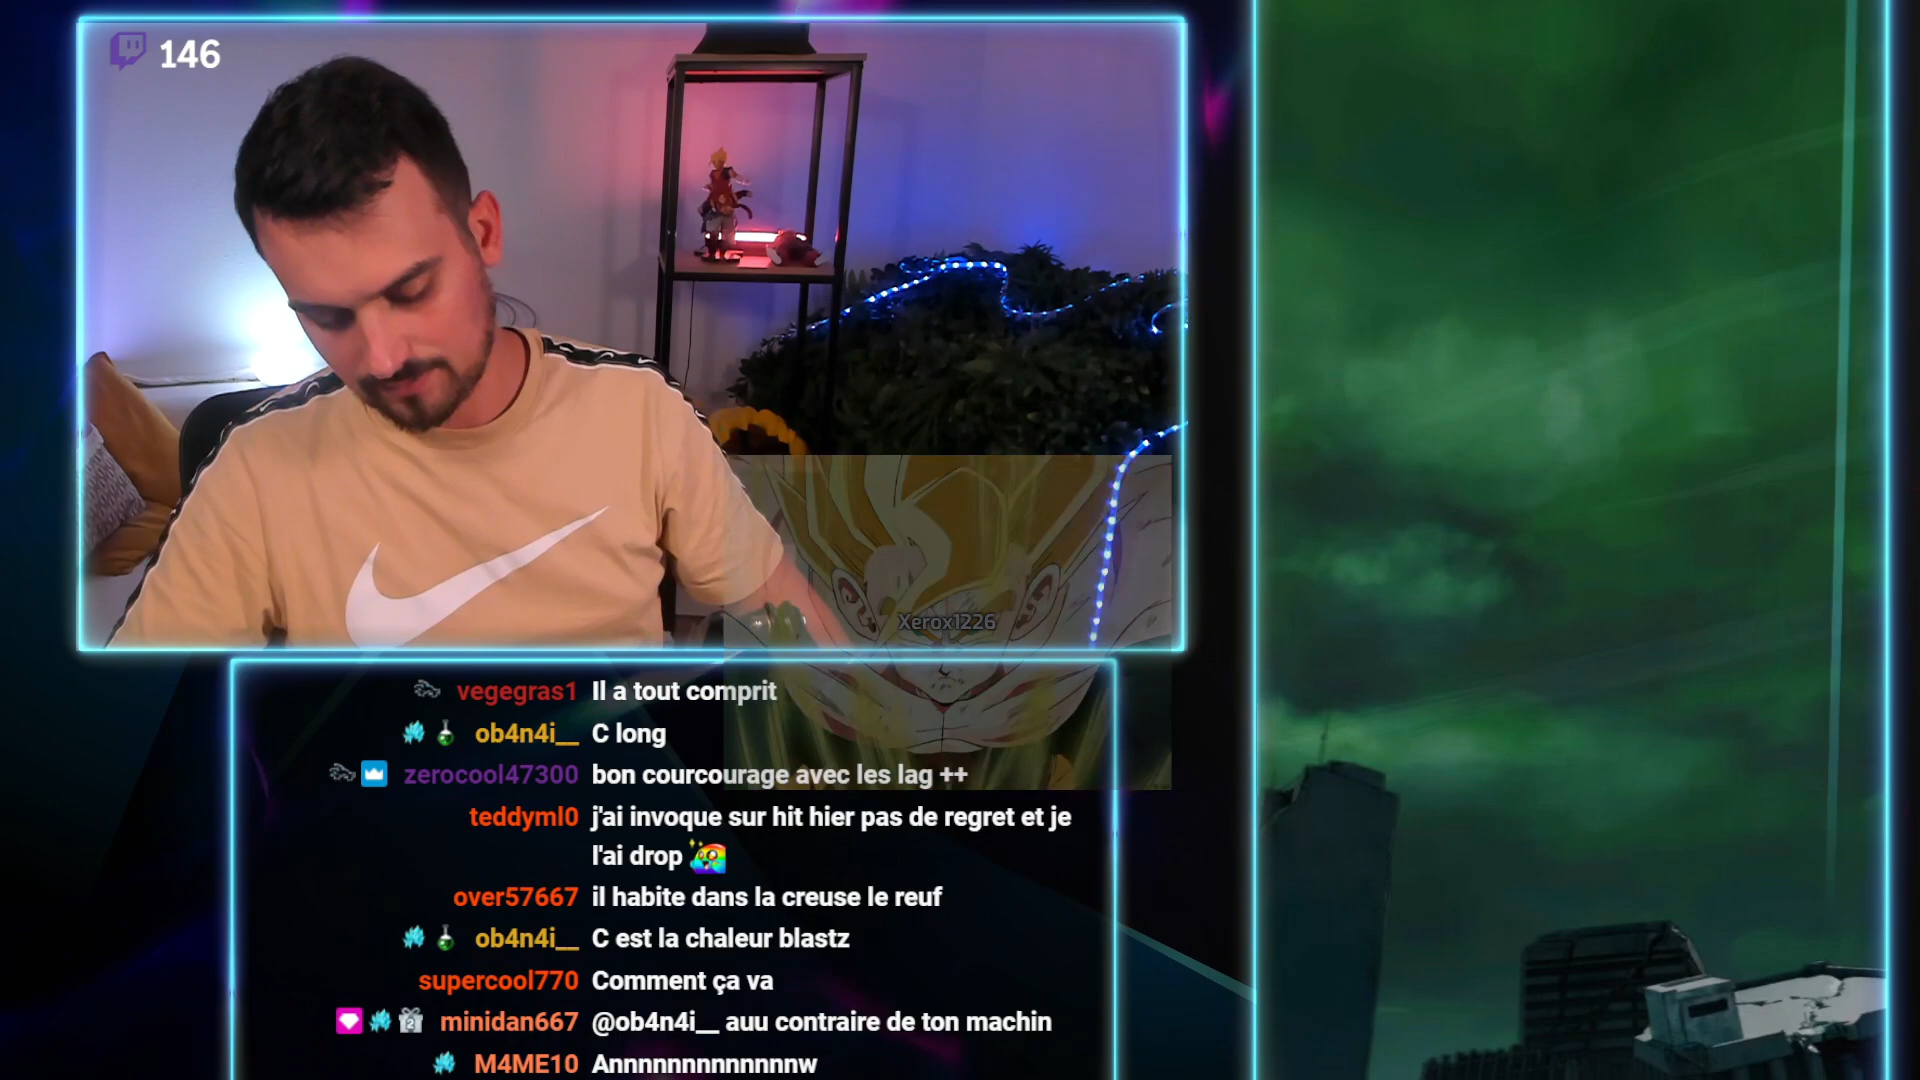 146
Xerox1226
vegegras1 Il a tout comprit
ob4n4i__ C long
zerocool47300 bon courcourage avec les lag ++
teddyml0 j'ai invoque sur hit hier pas de regret et je
l'ai drop
over57667 il habite dans la creuse le reuf
ob4n4i__ C est la chaleur blastz
supercool770 Comment ça va
2 minidan667 @ob4n4i__ auu contraire de ton machin
M4ME10 Annnnnnnnnnnnnw